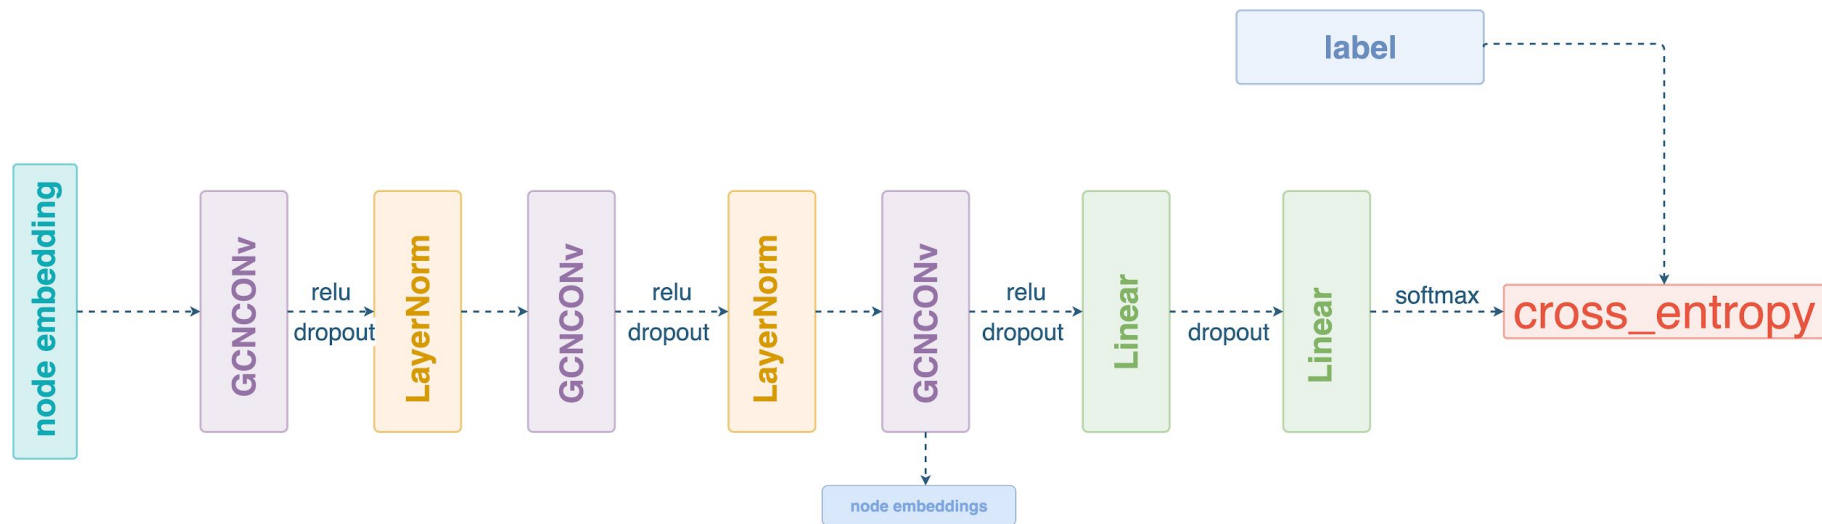 label
node embedding
GCNCONv
relu
dropout
LayerNorm
GCNCONv
relu
dropout
LayerNorm
GCNCONv
relu
dropout
Linear
dropout
Linear
softmax
cross_entropy
node embeddings